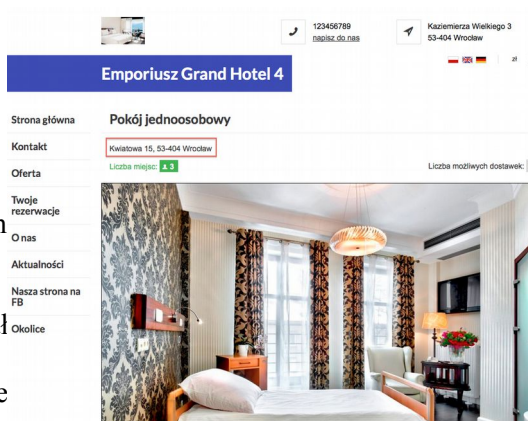 123456789
napisz do nas
Kaziemierza Wielkiego 3
53-404 Wrocław
zł
Emporiusz Grand Hotel 4
Strona główna
Kontakt
Oferta
Twoje
rezerwacje
O nas
Aktualności
Nasza strona na
FB
Okolice
Pokój jednoosobowy
Kwiatowa 15, 53-404 Wrocław
Liczba miejsc: 3
Liczba możliwych dostawek: